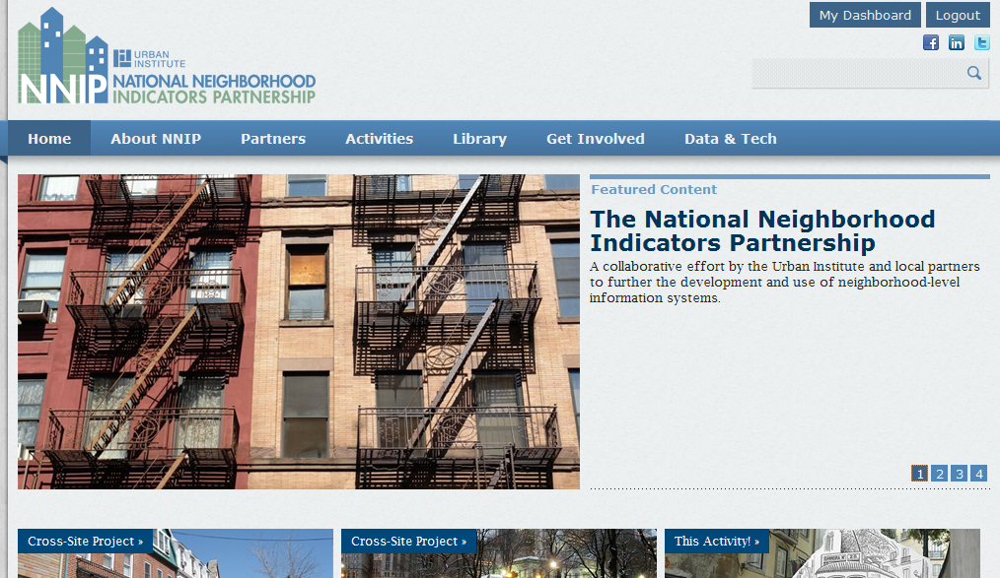 My Dashboard
Logout
URBAN
INSTITUTE
NNIP
NATIONAL NEIGHBORHOOD
INDICATORS PARTNERSHIP
Home
About NNIP
Partners
Activities
Library
Get Involved
Data & Tech
Featured Content
The National Neighborhood
Indicators Partnership
A collaborative effort by the Urban Institute and local partners
to further the development and use of neighborhood-level
information systems.
1 2 3 4
Cross-Site Project »
Cross-Site Project »
This Activity! »